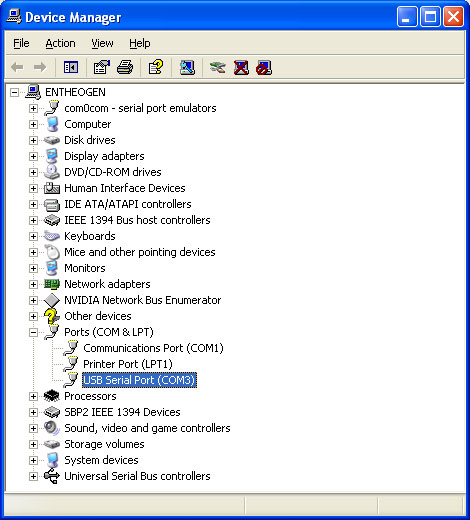 Device Manager
File Action View Help
ENTHEOGEN
com0com - serial port emulators
Computer
Disk drives
Display adapters
DVD/CD-ROM drives
Human Interface Devices
IDE ATA/ATAPI controllers
IEEE 1394 Bus host controllers
Keyboards
Mice and other pointing devices
Monitors
Network adapters
NVIDIA Network Bus Enumerator
Other devices
Ports (COM & LPT)
Communications Port (COM1)
Printer Port (LPT1)
USB Serial Port (COM3)
Processors
SBP2 IEEE 1394 Devices
Sound, video and game controllers
Storage volumes
System devices
Universal Serial Bus controllers